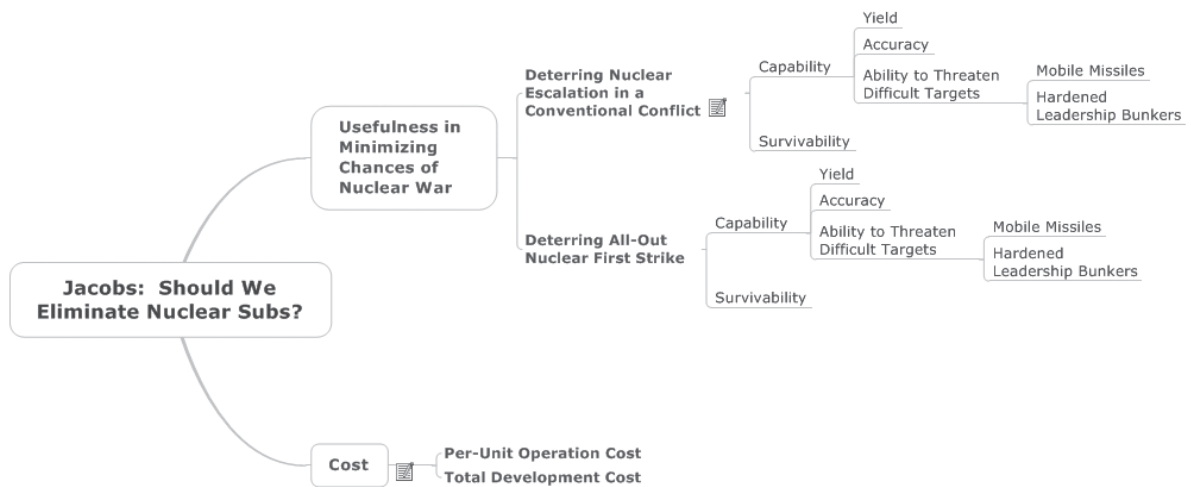 Jacobs:  Should We
Eliminate Nuclear Subs?
Usefulness in
Minimizing
Chances of
Nuclear War
Deterring Nuclear
Escalation in a
Conventional Conflict
Capability
Yield
Accuracy
Ability to Threaten
Difficult Targets
Mobile Missiles
Hardened
Leadership Bunkers
Survivability
Deterring All-Out
Nuclear First Strike
Capability
Yield
Accuracy
Ability to Threaten
Difficult Targets
Mobile Missiles
Hardened
Leadership Bunkers
Survivability
Cost
Per-Unit Operation Cost
Total Development Cost